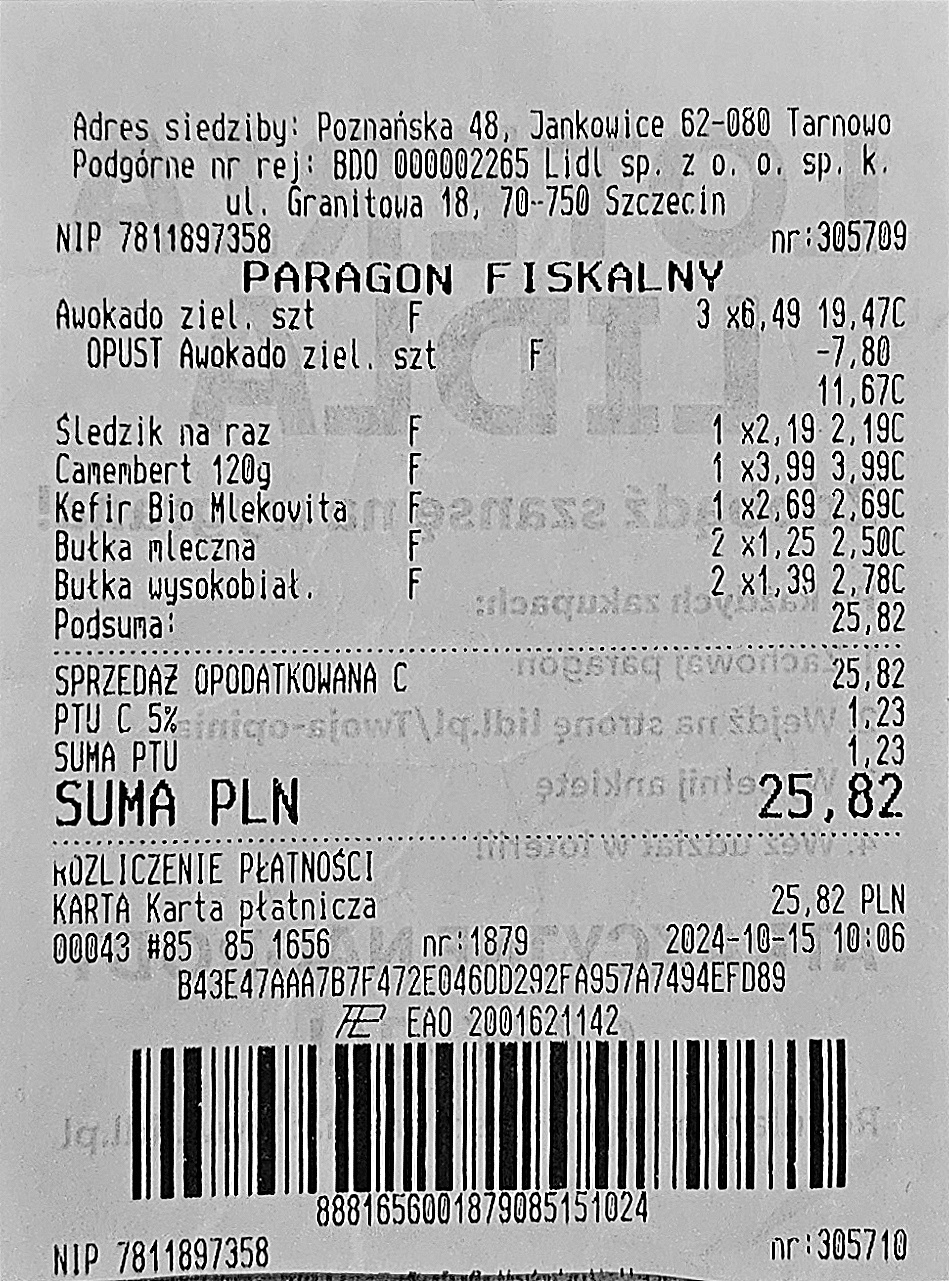 Adres siedziby: Poznańska 48, Jankowice 62-080 Tarnowo
Podgórne nr rej: BDO 000002265 Lidl sp. z o. o. sp. k.
ul. Granitowa 18, 70-750 Szczecin
NIP 7811897358 nr:305709
PARAGON FISKALNY
Awokado ziel. szt F 3 x6,49 19,47C
OPUST Awokado ziel. szt F -7,80
11,67C
Śledzik na raz F 1 x2,19 2,19C
Camembert 120g F 1 x3,99 3,99C
Kefir Bio Mlekovita F 1 x2,69 2,69C
Bułka mleczna F 2 x1,25 2,50C
Bułka wysokobiał. F 2 x1,39 2,78C
Podsuma: 25,82
SPRZEDAŻ OPODATKOWANA C 25,82
PTU C 5% 1,23
SUMA PTU 1,23
SUMA PLN 25,82
ROZLICZENIE PŁATNOŚCI
KARTA Karta płatnicza 25,82 PLN
00043 #85 85 1656 nr:1879 2024-10-15 10:06
B43E47AAA7B7F472E046DD292FA957A7494EFD89
EAO 2001621142
8881656001879085151024
NIP 7811897358 nr:305710